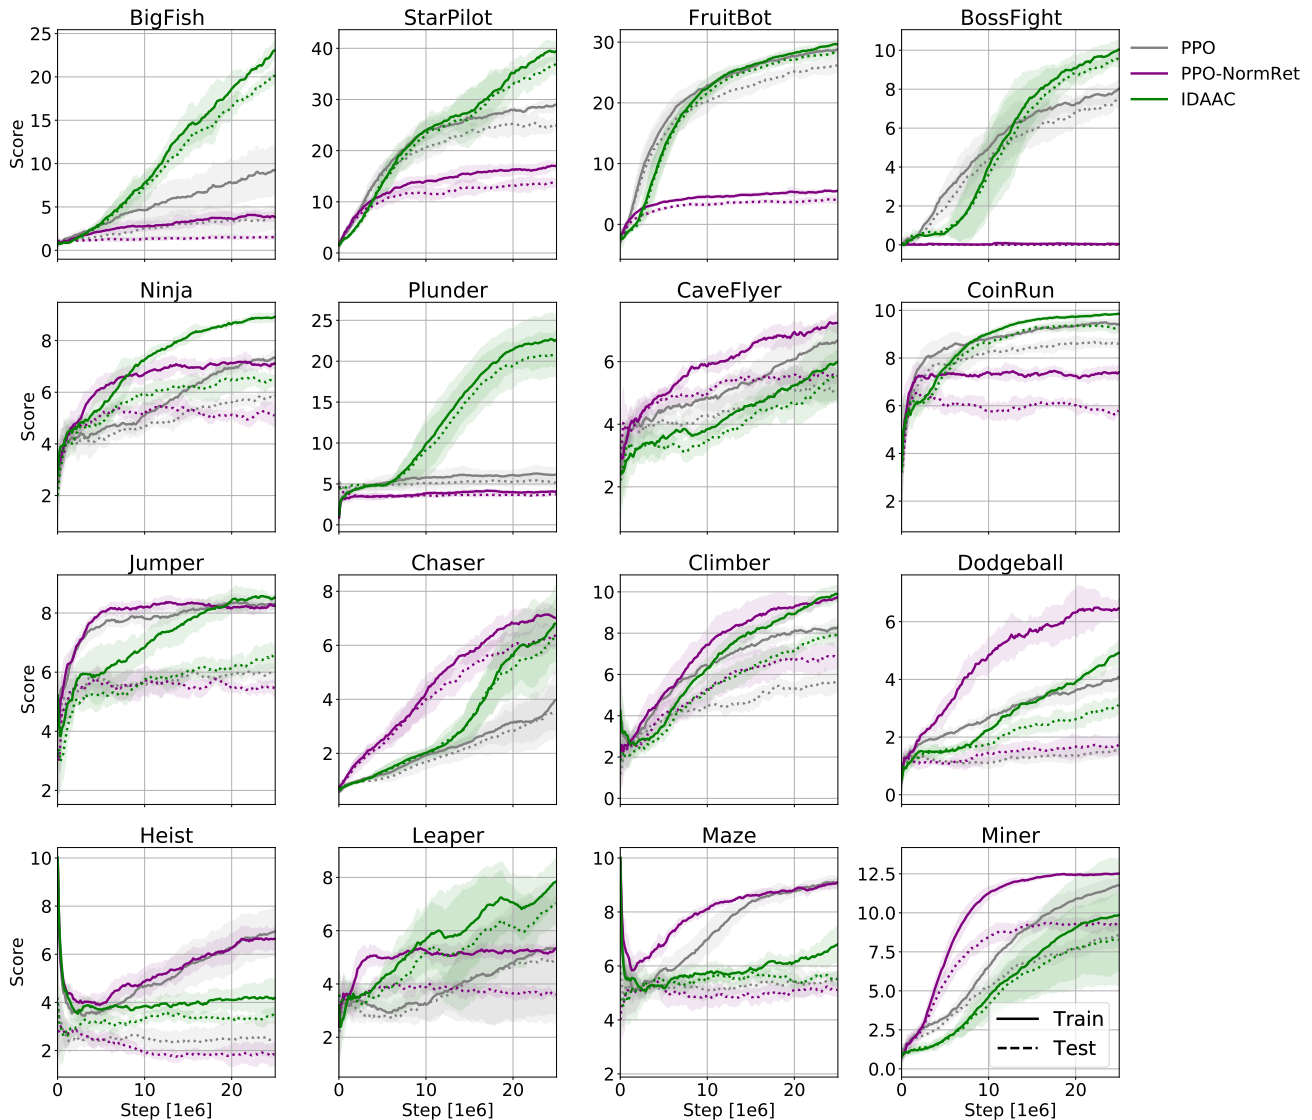 BigFish StarPilot FruitBot BossFight
25 20 15 10 5 0
40 30 20 10 0
30 20 10 0
10 8 6 4 2 0
Score
PPO
PPO-NormRet
IDAAC
Ninja Plunder CaveFlyer CoinRun
8 6 4 2
25 20 15 10 5 0
6 4 2
10 8 6 4 2
Score
Jumper Chaser Climber Dodgeball
8 6 4 2
8 6 4 2
10 8 6 4 2 0
6 4 2 0
Score
Heist Leaper Maze Miner
10 8 6 4 2
8 6 4 2
10 8 6 4 2
12.5 10.0 7.5 5.0 2.5 0.0
Score
Train
Test
0 10 20 0 10 20 0 10 20 0 10 20
Step [1e6] Step [1e6] Step [1e6] Step [1e6]